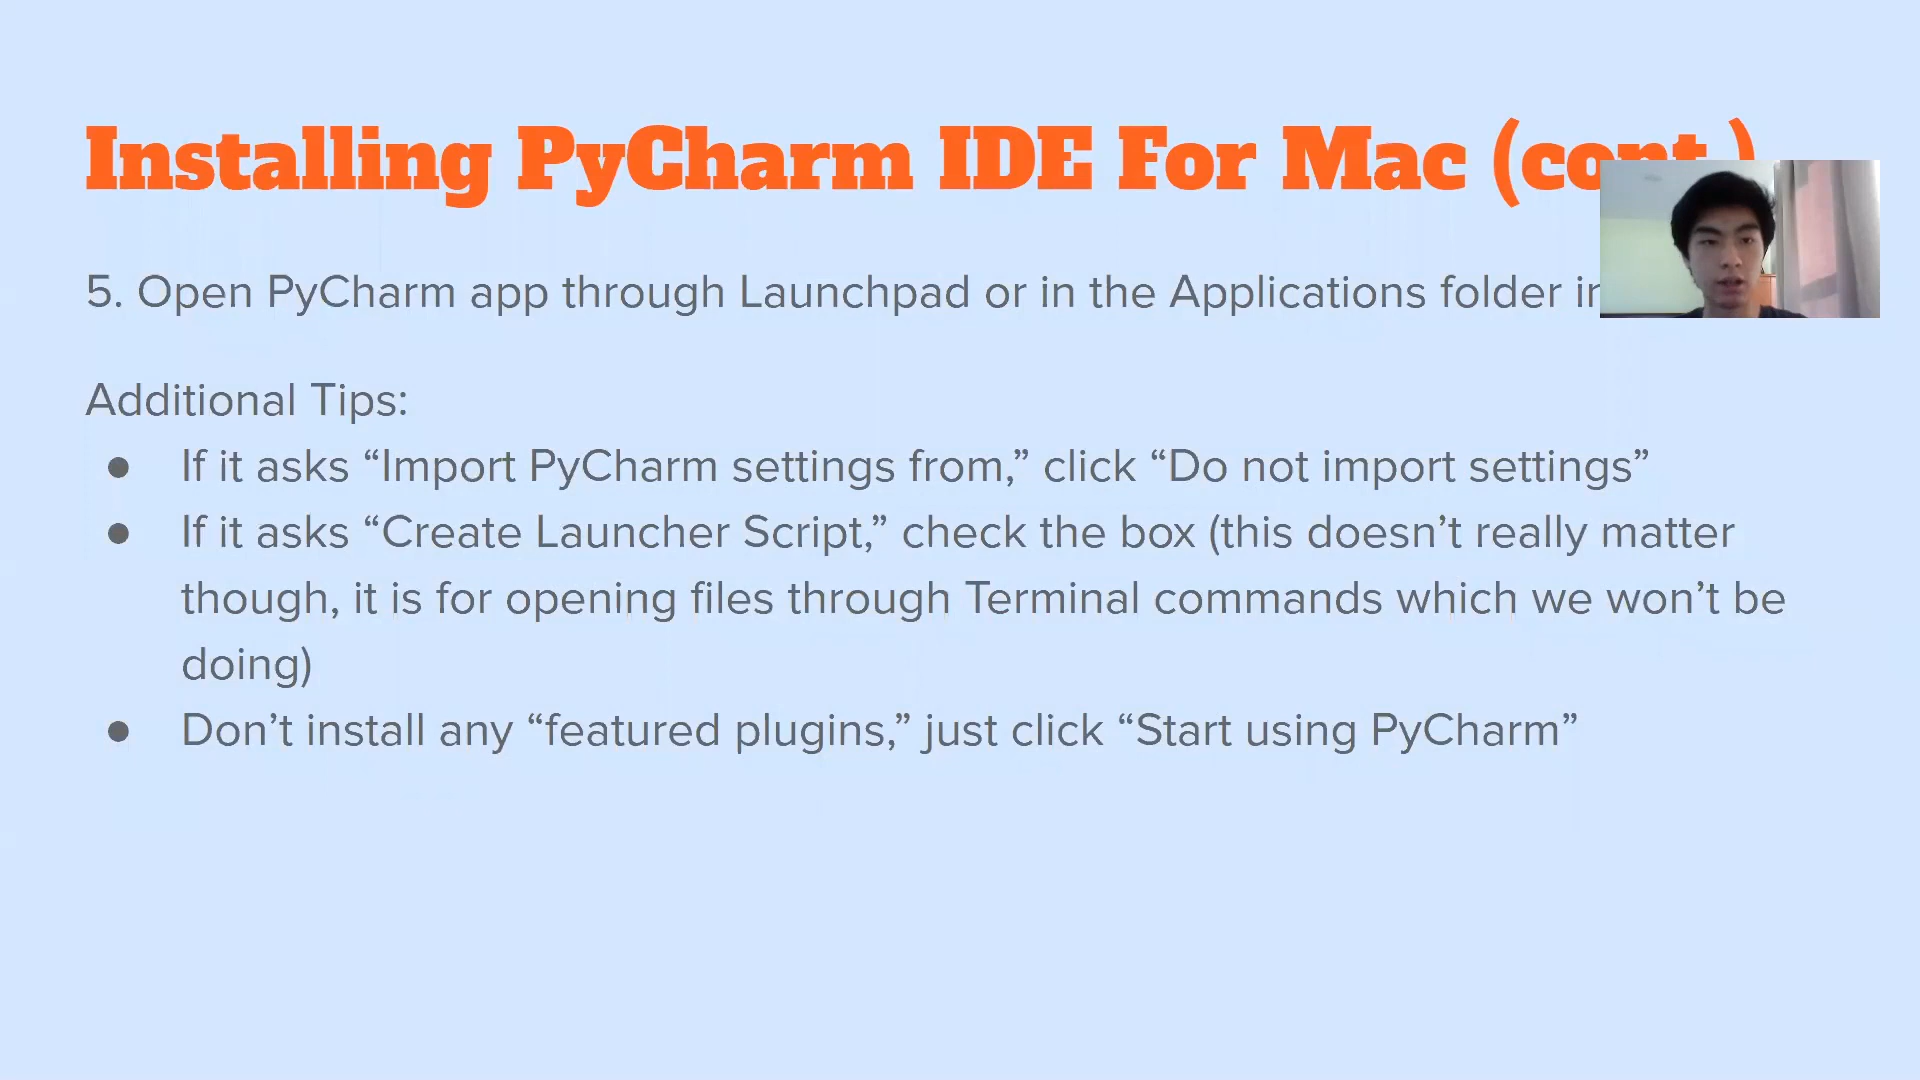 Installing PyCharm IDE For Mac (cont.)
5. Open PyCharm app through Launchpad or in the Applications folder in
Additional Tips:
● If it asks “Import PyCharm settings from,” click “Do not import settings”
● If it asks “Create Launcher Script,” check the box (this doesn’t really matter
though, it is for opening files through Terminal commands which we won’t be
doing)
● Don’t install any “featured plugins,” just click “Start using PyCharm”